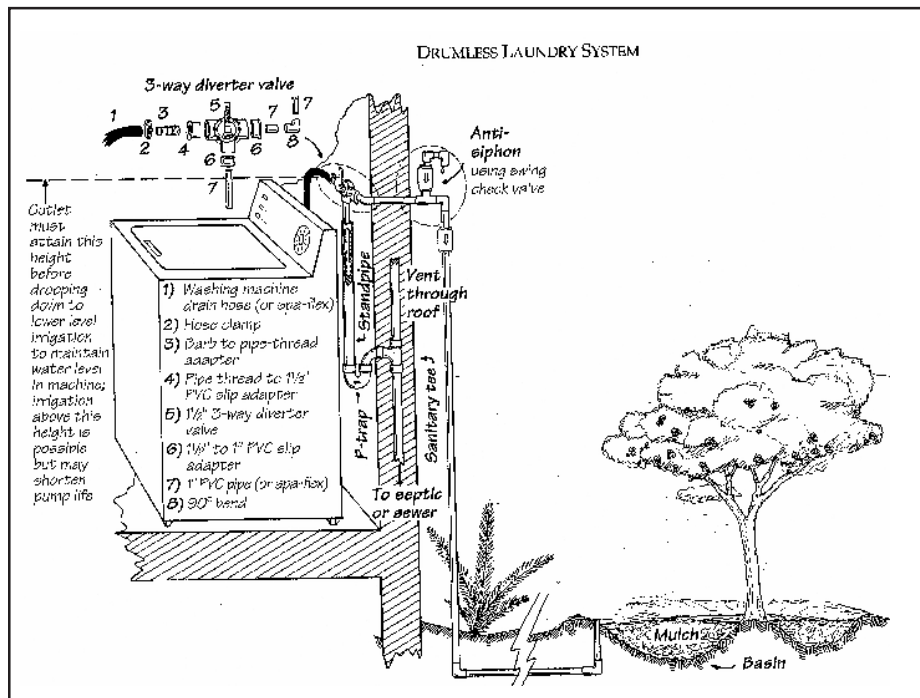 DRUMLESS LAUNDRY SYSTEM
3-way diverter valve
1
2
3
4
5
6
7
6
7
8
7
Anti-
siphon
using swing
check valve
Outlet
must
attain this
height
before
dropping
down to
lower level
irrigation
to maintain
water level
in machine;
irrigation
above this
height is
possible
but may
shorten
pump life
1) Washing machine
drain hose (or spa-flex)
2) Hose clamp
3) Barb to pipe-thread
adapter
4) Pipe thread to 1½"
PVC slip adapter
5) 1½" 3-way diverter
valve
6) 1½" to 1" PVC slip
adapter
7) 1" PVC pipe (or spa-flex)
8) 90° bend
Standpipe
Vent
through
roof
P-trap
Sanitary tee
To septic
or sewer
Mulch
Basin